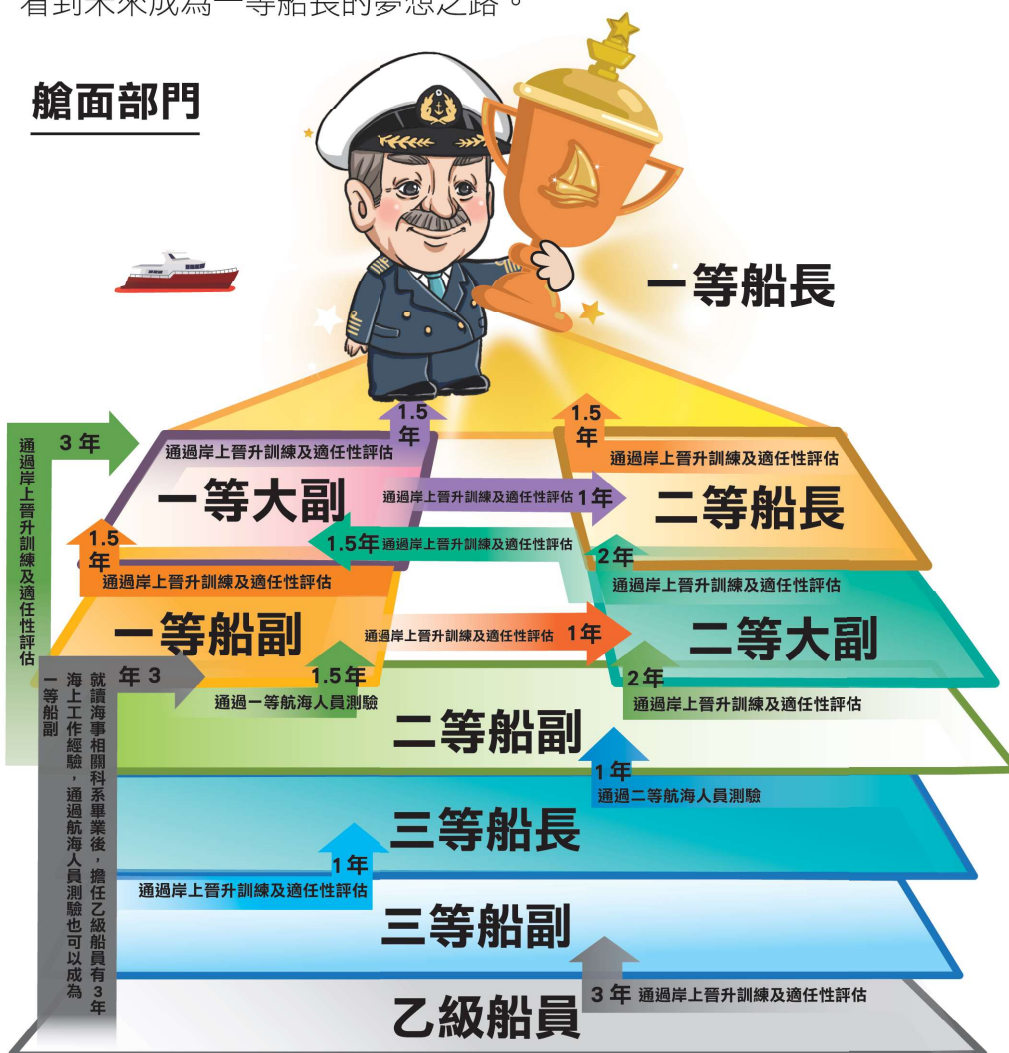 看到未來成為一等船長的夢想之路。
艙面部門
一等船長
1.5
年
1.5
年
3 年
通過岸上晉升訓練及適任性評估
通過岸上晉升訓練及適任性評估
通過岸上晉升訓練及適任性評估
一等大副
通過岸上晉升訓練及適任性評估 1年
二等船長
1.5
年
1.5年 通過岸上晉升訓練及適任性評估
2年
通過岸上晉升訓練及適任性評估
通過岸上晉升訓練及適任性評估
一等船副
通過岸上晉升訓練及適任性評估 1年
二等大副
年 3
1.5年
通過一等航海人員測驗
2年
通過岸上晉升訓練及適任性評估
二等船副
1年
通過二等航海人員測驗
就讀海事相關科系畢業後，擔任乙級船員有3年
海上工作經驗，通過航海人員測驗也可以成為
一等船副
三等船長
1年
通過岸上晉升訓練及適任性評估
三等船副
3年 通過岸上晉升訓練及適任性評估
乙級船員